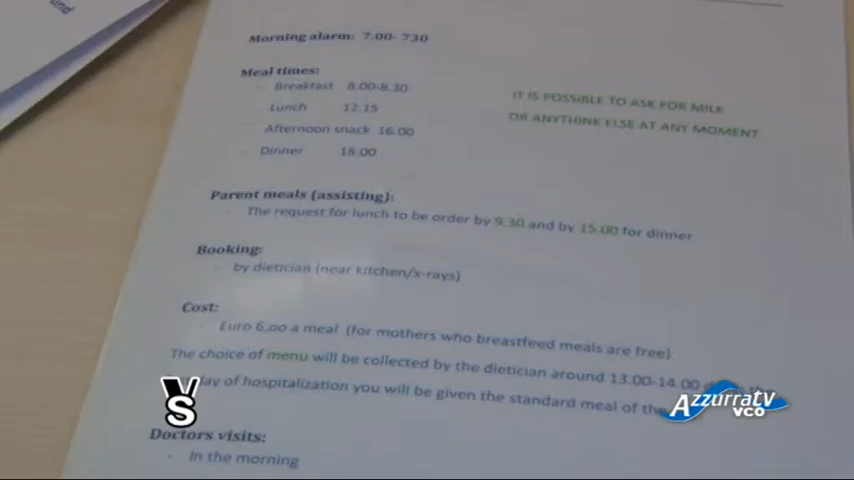 Morning alarm: 7.00- 730
Meal times:
- Breakfast 8.00-8.30
- Lunch 12.15
- Afternoon snack 16.00
- Dinner 18.00
IT IS POSSIBLE TO ASK FOR MILK
OR ANYTHINK ELSE AT ANY MOMENT
Parent meals (assisting):
- The request for lunch to be order by 9.30 and by 15.00 for dinner
Booking:
- by dietician (near kitchen/x-rays)
Cost:
- Euro 6,00 a meal (for mothers who breastfeed meals are free)
The choice of menu will be collected by the dietician around 13.00-14.00
day of hospitalization you will be given the standard meal of the
Doctors visits:
- In the morning
VS
Azzurratv
VCO